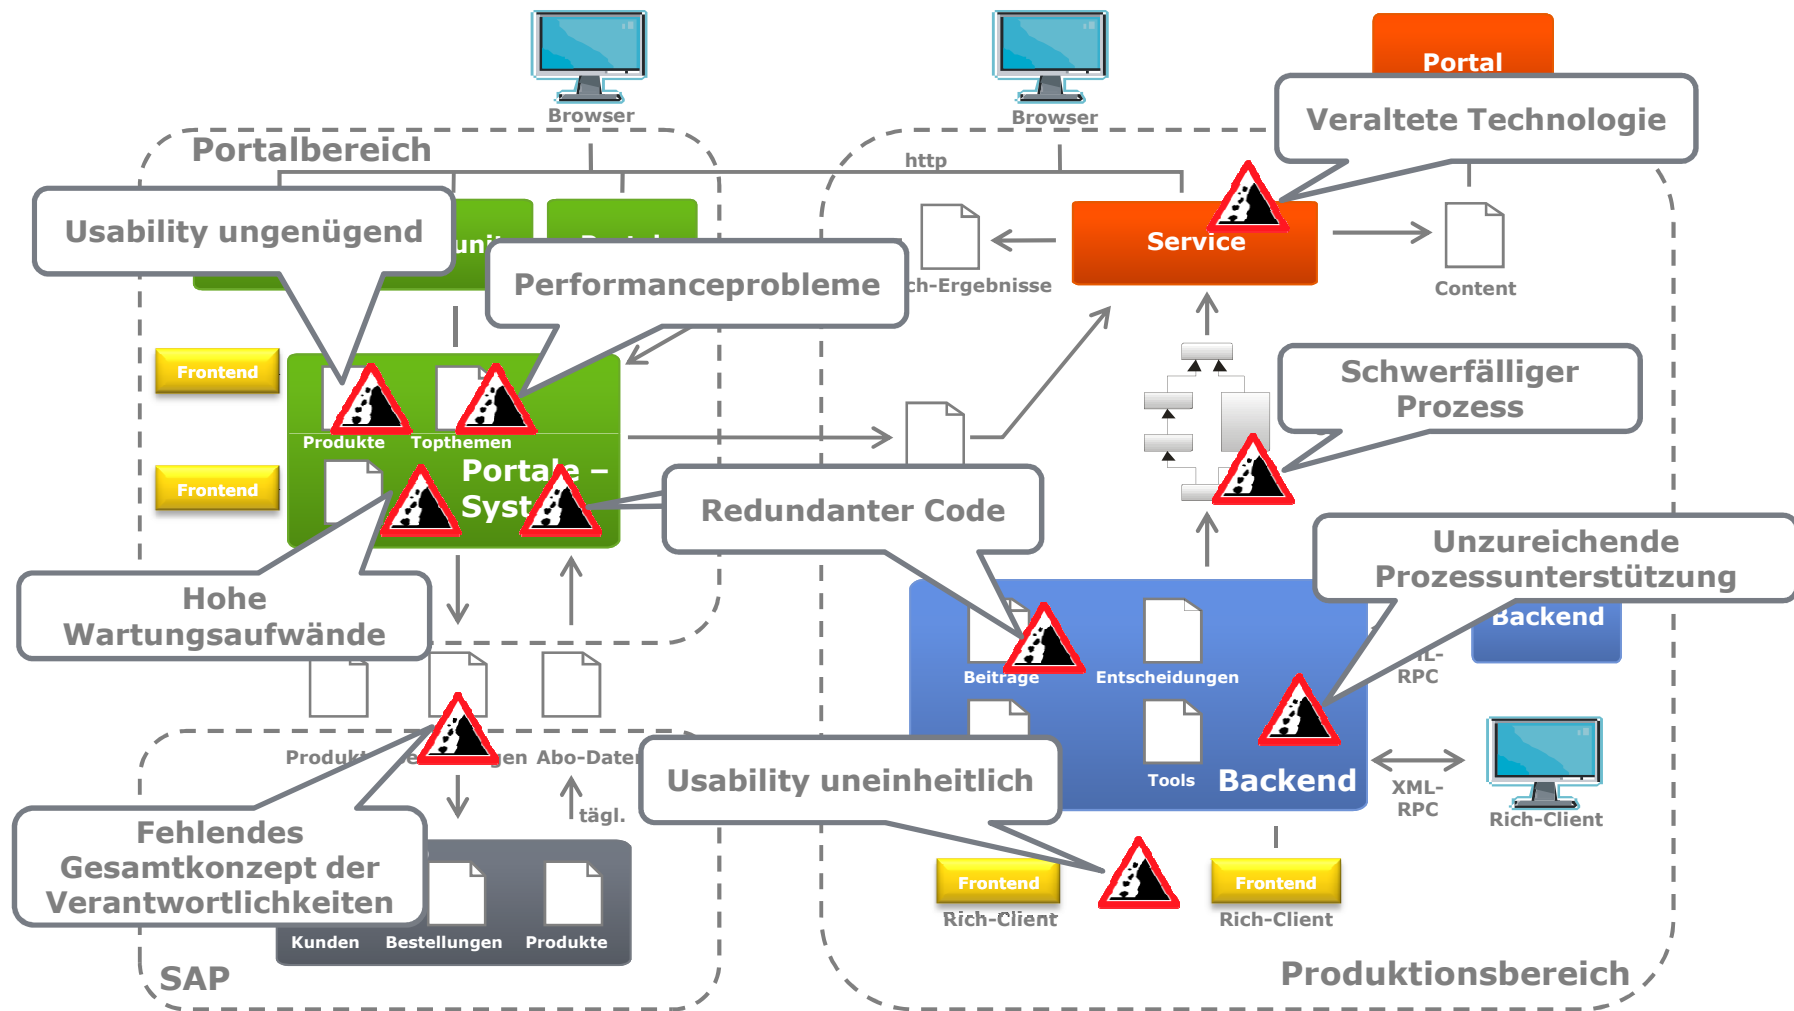 Browser
Browser
Portal
Veraltete Technologie
Portalbereich
http
Usability ungenügend
Service
Performanceprobleme
Content
Frontend
Schwerfälliger
Prozess
Produkte
Topthemen
Frontend
Portale –
Redundanter Code
Unzureichende
Prozessunterstützung
Hohe
Wartungsaufwände
Backend
Beiträge
Entscheidungen
RPC
Abo-Daten
Usability uneinheitlich
Tools
Backend
XML-
RPC
Rich-Client
tägl.
Fehlendes
Gesamtkonzept der
Verantwortlichkeiten
Frontend
Frontend
Rich-Client
Rich-Client
Kunden
Bestellungen
Produkte
SAP
Produktionsbereich